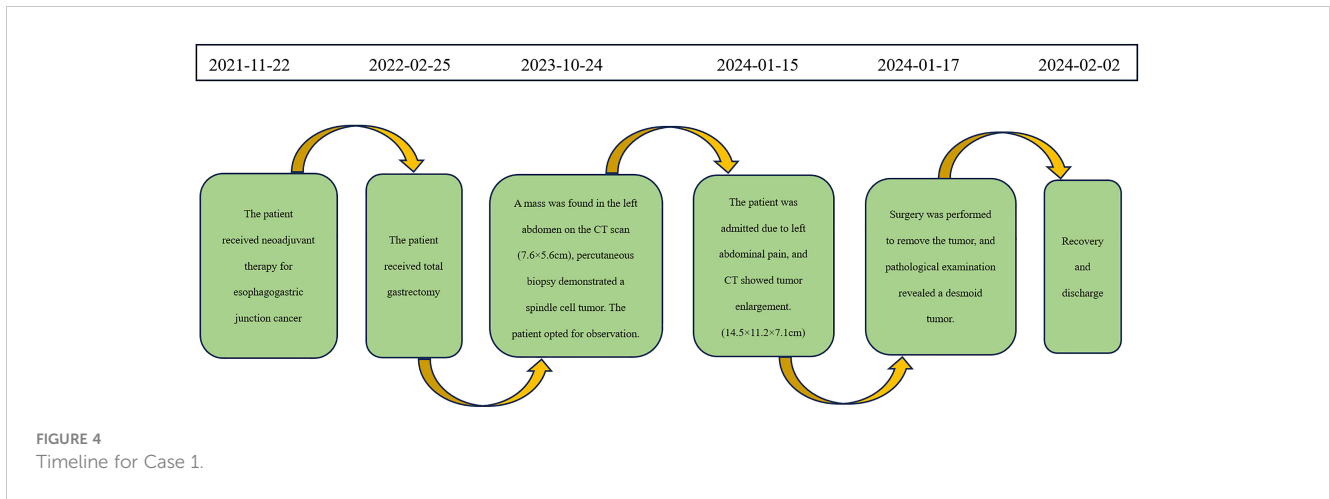 2021-11-22 2022-02-25 2023-10-24 2024-01-15 2024-01-17 2024-02-02
The patient
received neoadjuvant
therapy for
esophagogastric
junction cancer
The patient
received total
gastrectomy
A mass was found in the left
abdomen on the CT scan
(7.6×5.6cm), percutaneous
biopsy demonstrated a
spindle cell tumor. The
patient opted for observation.
The patient was
admitted due to left
abdominal pain, and
CT showed tumor
enlargement.
(14.5×11.2×7.1cm)
Surgery was performed
to remove the tumor, and
pathological examination
revealed a desmoid
tumor.
Recovery
and
discharge
FIGURE 4
Timeline for Case 1.